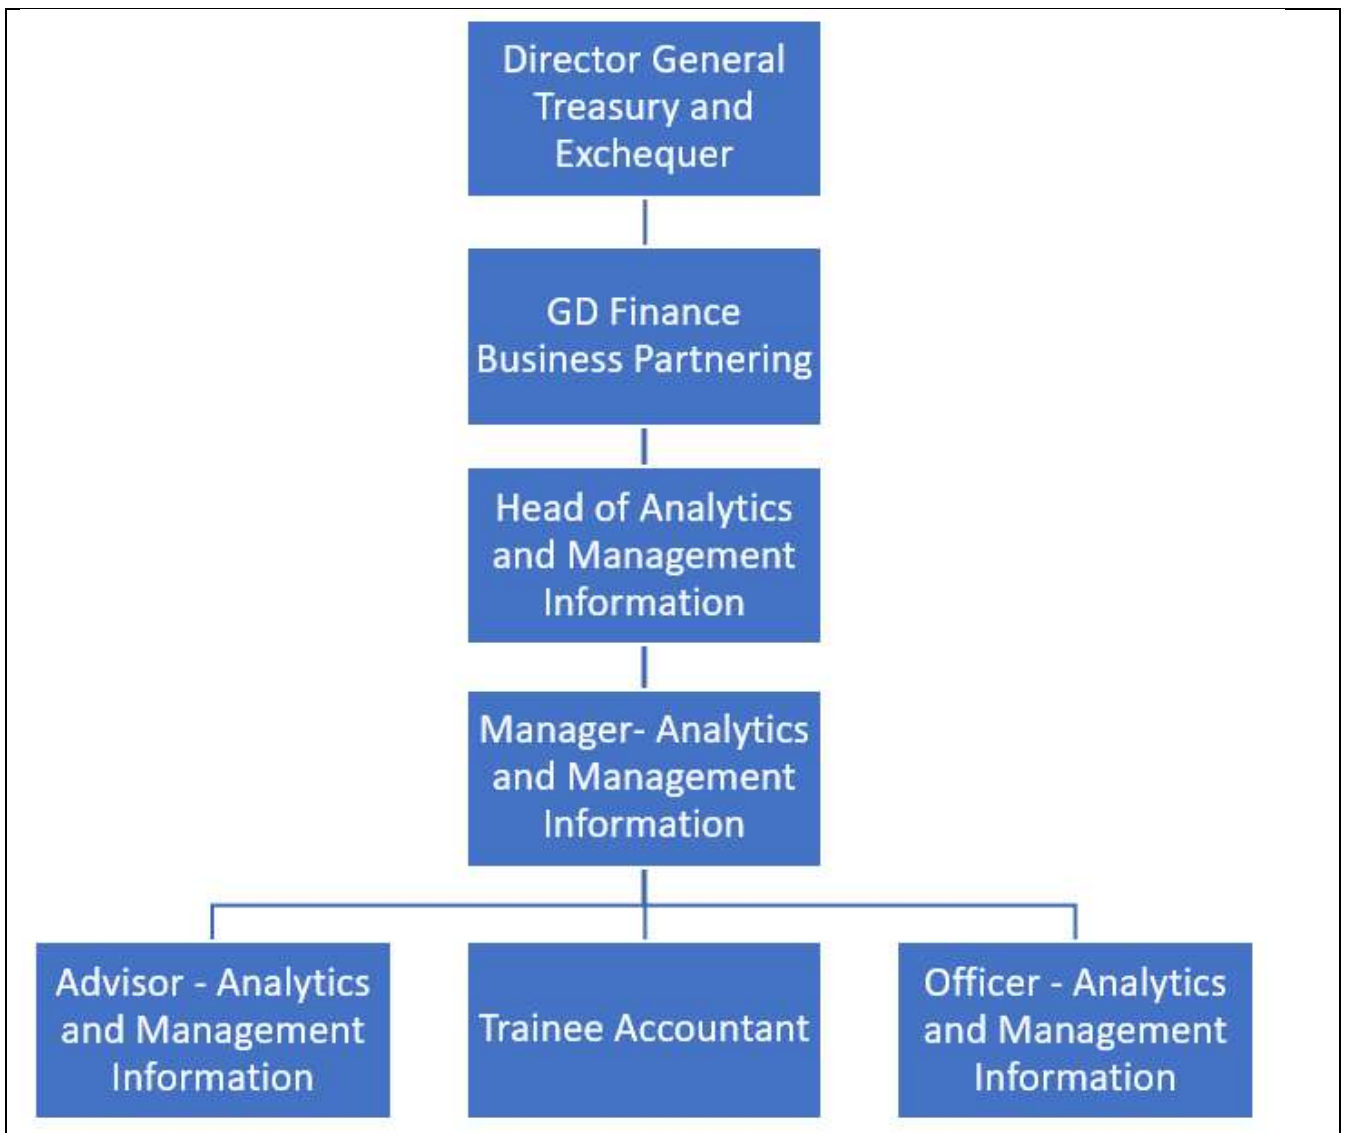 Director General
Treasury and
Exchequer
GD Finance
Business Partnering
Head of Analytics
and Management
Information
Manager- Analytics
and Management
Information
Advisor - Analytics
and Management
Information
Trainee Accountant
Officer - Analytics
and Management
Information